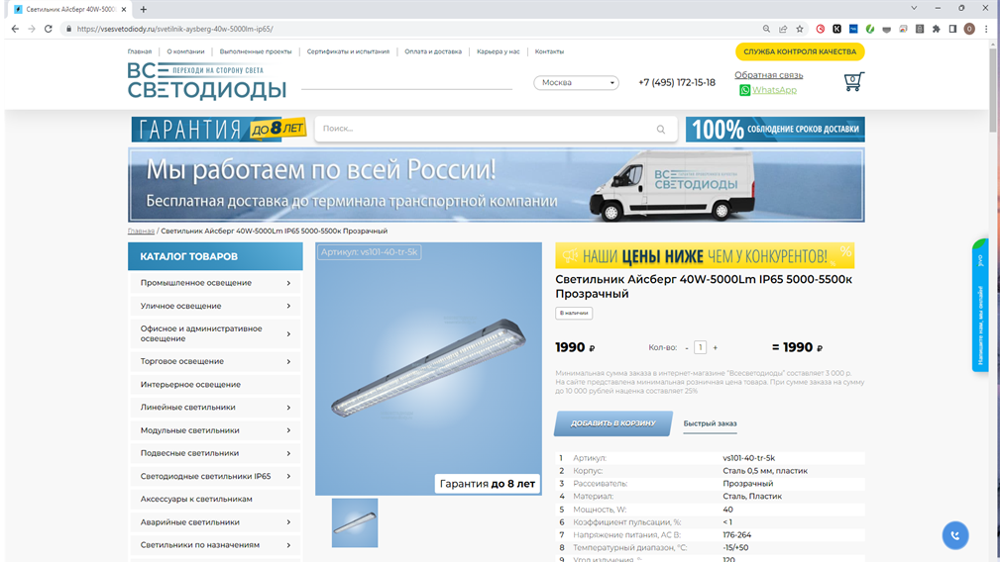 Светильник Айсберг 40W-5000
https://vsesvetodiody.ru/svetilnik-aysberg-40w-5000lm-ip65/
Главная
О компании
Выполненные проекты
Сертификаты и испытания
Оплата и доставка
Карьера у нас
Контакты
СЛУЖБА КОНТРОЛЯ КАЧЕСТВА
ВСЕ
ПЕРЕХОДИ НА СТОРОНУ СВЕТА
СВЕТОДИОДЫ
Москва
+7 (495) 172-15-18
Обратная связь
WhatsApp
0
ГАРАНТИЯ ДО 8 ЛЕТ
Поиск...
100% СОБЛЮДЕНИЕ СРОКОВ ДОСТАВКИ
Мы работаем по всей России!
Бесплатная доставка до терминала транспортной компании
ВСЕ
СВЕТОДИОДЫ
Главная / Светильник Айсберг 40W-5000Lm IP65 5000-5500к Прозрачный
КАТАЛОГ ТОВАРОВ
Промышленное освещение
Уличное освещение
Офисное и административное
освещение
Торговое освещение
Интерьерное освещение
Линейные светильники
Модульные светильники
Подвесные светильники
Светодиодные светильники IP65
Аксессуары к светильникам
Аварийные светильники
Светильники по назначениям
Артикул: vs101-40-tr-5k
Гарантия до 8 лет
НАШИ ЦЕНЫ НИЖЕ ЧЕМ У КОНКУРЕНТОВ! %
Светильник Айсберг 40W-5000Lm IP65 5000-5500к
Прозрачный
В наличии
1990 ₽
Кол-во: - 1 +
= 1990 ₽
Минимальная сумма заказа в интернет-магазине "Всесветодиоды" составляет 3 000 р.
На сайте представлена минимальная розничная цена товара. При сумме заказа на сумму
до 10 000 рублей наценка составляет 25%
ДОБАВИТЬ В КОРЗИНУ
Быстрый заказ
1 Артикул: vs101-40-tr-5k
2 Корпус: Сталь 0,5 мм, пластик
3 Рассеиватель: Прозрачный
4 Материал: Сталь, Пластик
5 Мощность, W: 40
6 Коэффициент пульсации, %: < 1
7 Напряжение питания, AC В: 176-264
8 Температурный диапазон, °C: -15/+50
9 Угол излучения, °: 120
Напишите нам, мы онлайн!
jivo